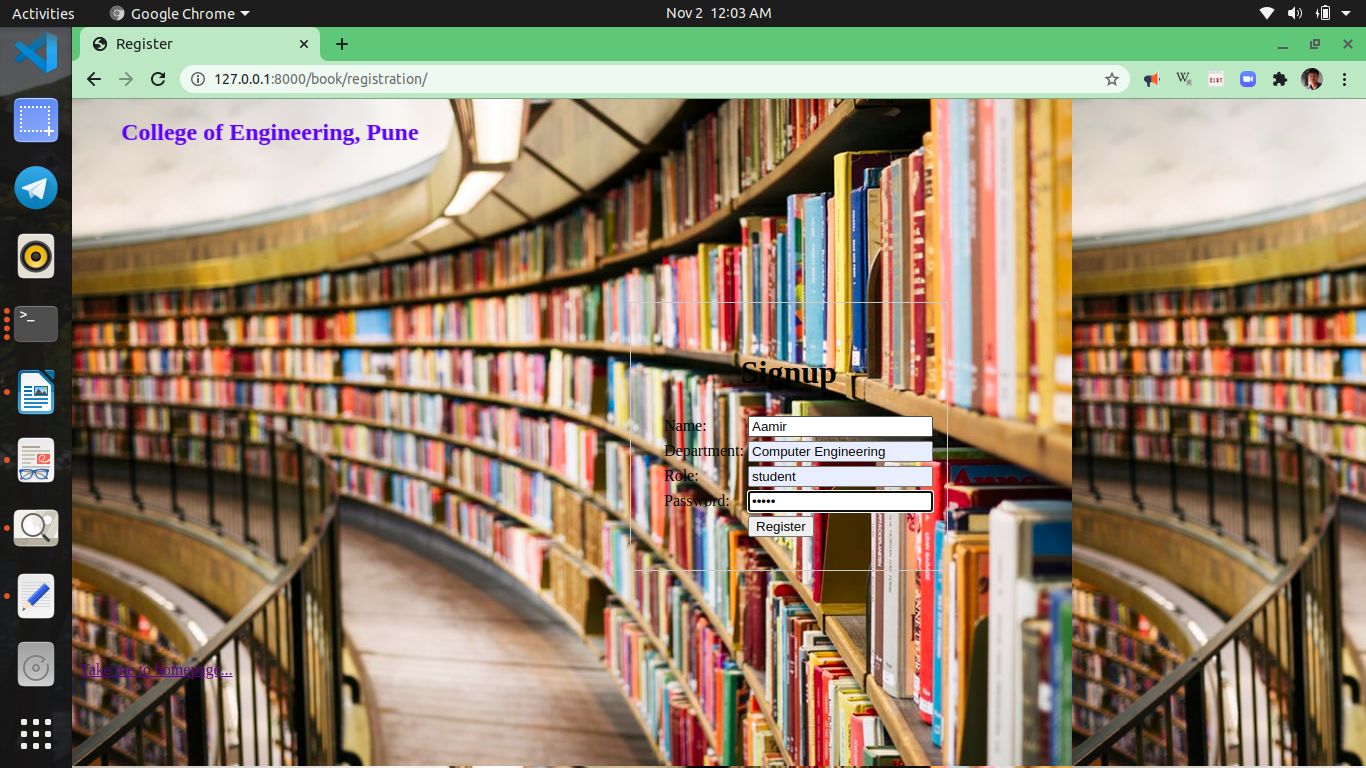 Activities Google Chrome Nov 2 12:03 AM
Register
127.0.0.1:8000/book/registration/
College of Engineering, Pune
Signup
Name: Aamir
Department: Computer Engineering
Role: student
Password: •••••
Register
Take me to homepage...